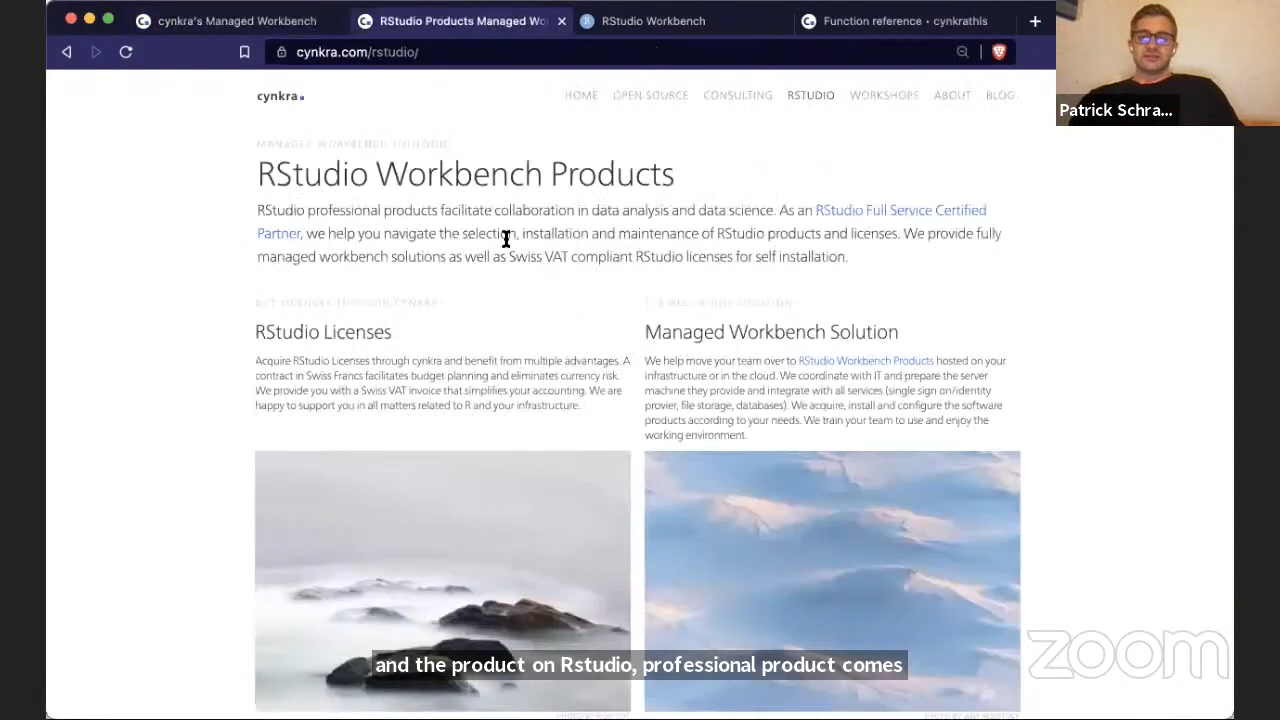 cynkra's Managed Workbench
RStudio Products Managed Wo
RStudio Workbench
Function reference • cynkrathis
cynkra.com/rstudio/
Patrick Schra...
cynkra.
HOME OPEN SOURCE CONSULTING RSTUDIO WORKSHOPS ABOUT BLOG
MANAGED WORKBENCH SOLUTIONS
RStudio Workbench Products
RStudio professional products facilitate collaboration in data analysis and data science. As an RStudio Full Service Certified
Partner, we help you navigate the selection, installation and maintenance of RStudio products and licenses. We provide fully
managed workbench solutions as well as Swiss VAT compliant RStudio licenses for self installation.
RStudio Licenses
Acquire RStudio Licenses through cynkra and benefit from multiple advantages. A
contract in Swiss Francs facilitates budget planning and eliminates currency risk.
We provide you with a Swiss VAT invoice that simplifies your accounting. We are
happy to support you in all matters related to R and your infrastructure.
Managed Workbench Solution
We help move your team over to RStudio Workbench Products hosted on your
infrastructure or in the cloud. We coordinate with IT and prepare the server
machine they provide and integrate with all services (single sign on/identity
provier, file storage, databases). We acquire, install and configure the software
products according to your needs. We train your team to use and enjoy the
working environment.
and the product on Rstudio, professional product comes
zoom